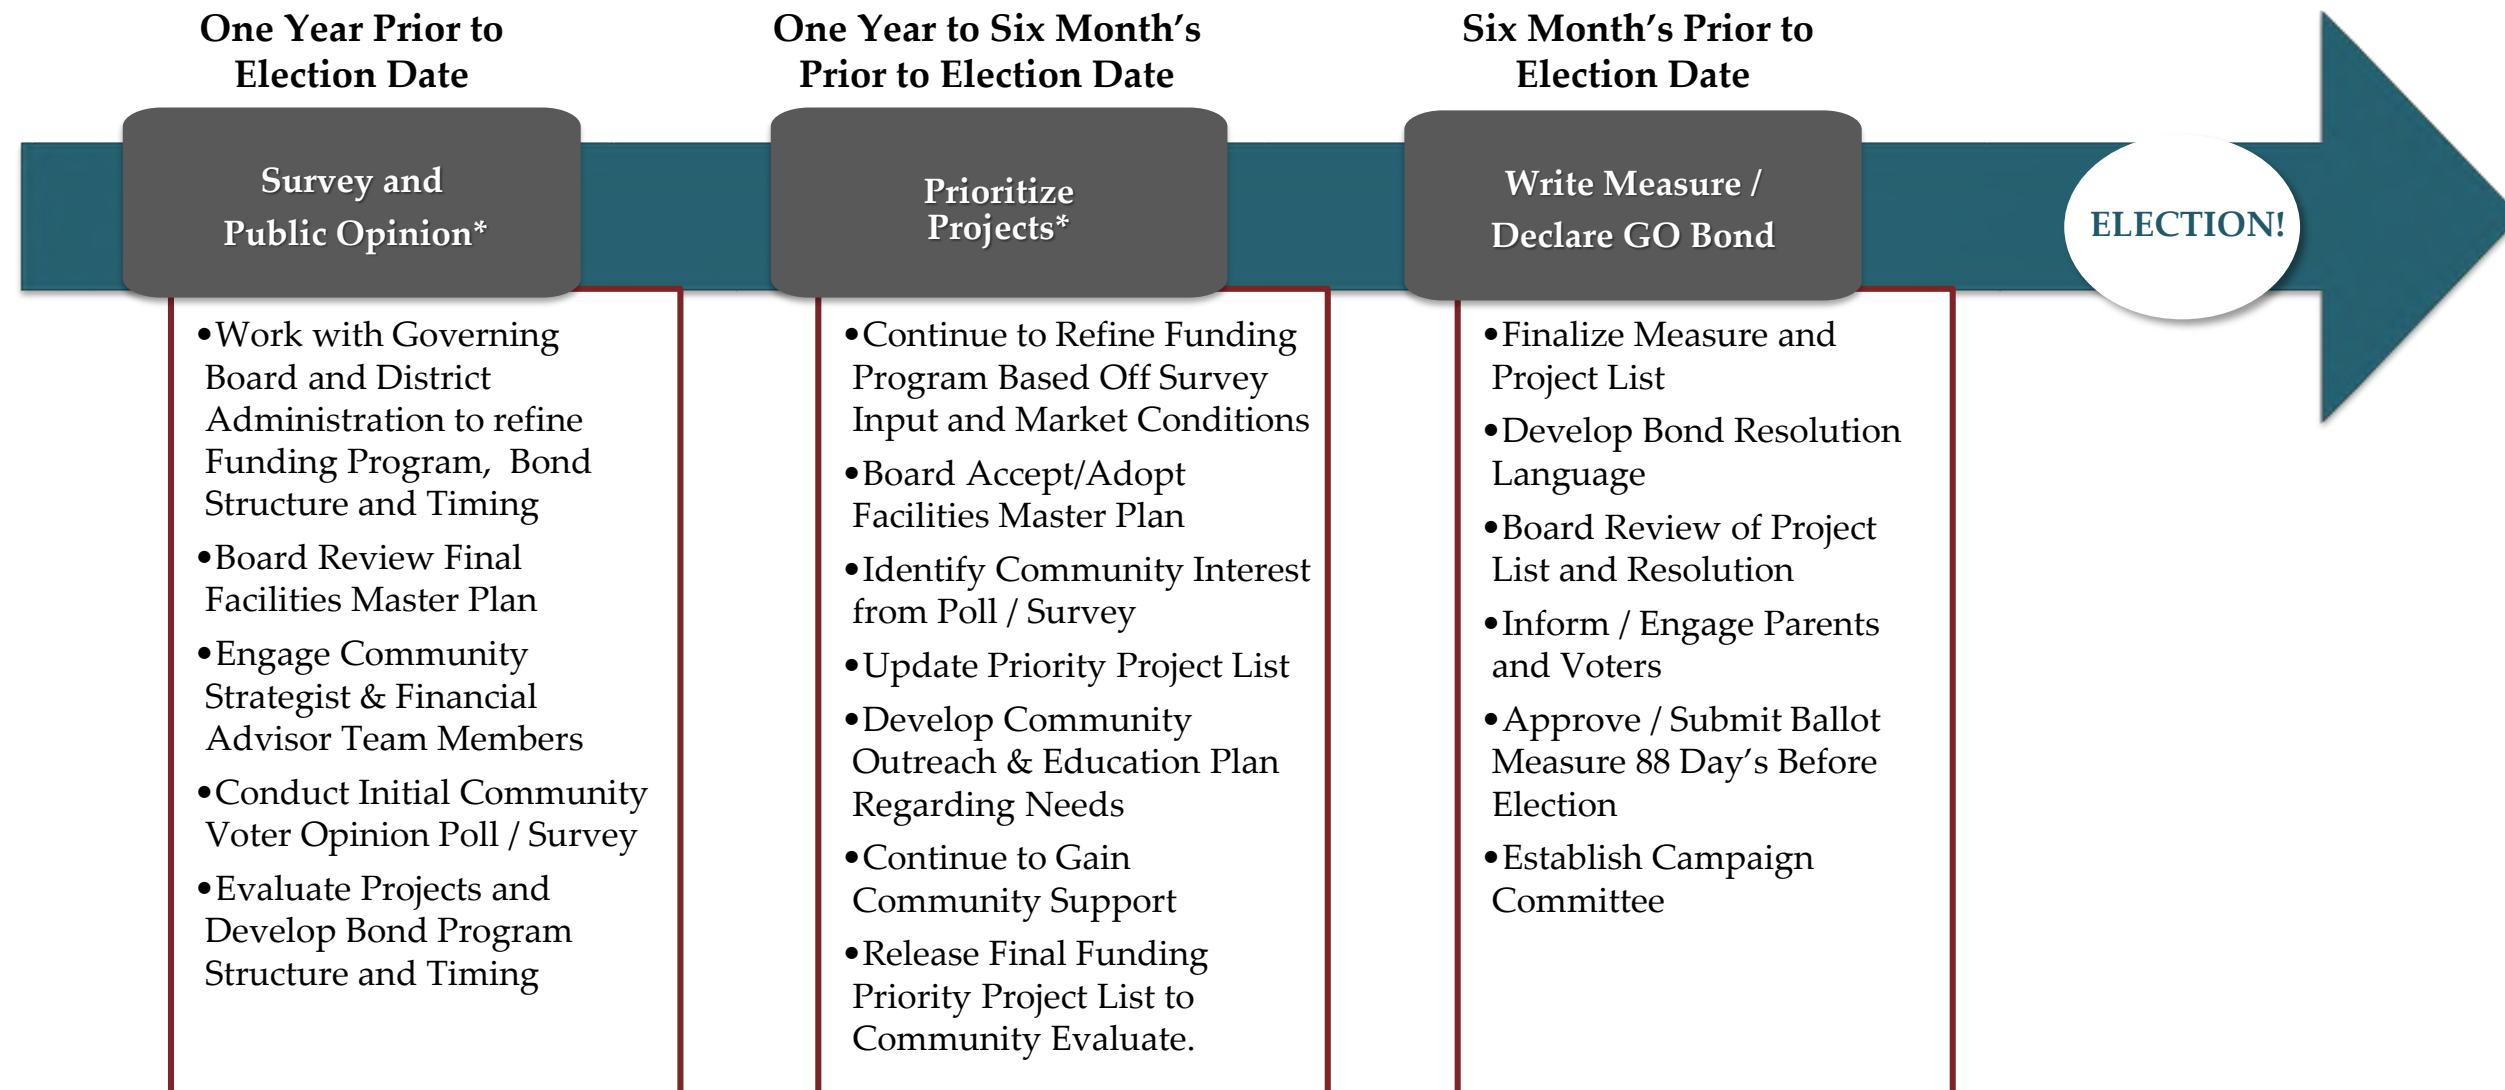 One Year Prior to
Election Date
Survey and
Public Opinion*
•Work with Governing
Board and District
Administration to refine
Funding Program,  Bond
Structure and Timing
•Board Review Final
Facilities Master Plan
•Engage Community
Strategist & Financial
Advisor Team Members
•Conduct Initial Community
Voter Opinion Poll / Survey
•Evaluate Projects and
Develop Bond Program
Structure and Timing
One Year to Six Month’s
Prior to Election Date
Prioritize
Projects*
•Continue to Refine Funding
Program Based Off Survey
Input and Market Conditions
•Board Accept/Adopt
Facilities Master Plan
•Identify Community Interest
from Poll / Survey
•Update Priority Project List
•Develop Community
Outreach & Education Plan
Regarding Needs
•Continue to Gain
Community Support
•Release Final Funding
Priority Project List to
Community Evaluate.
Six Month’s Prior to
Election Date
Write Measure /
Declare GO Bond
•Finalize Measure and
Project List
•Develop Bond Resolution
Language
•Board Review of Project
List and Resolution
•Inform / Engage Parents
and Voters
•Approve / Submit Ballot
Measure 88 Day’s Before
Election
•Establish Campaign
Committee
ELECTION!